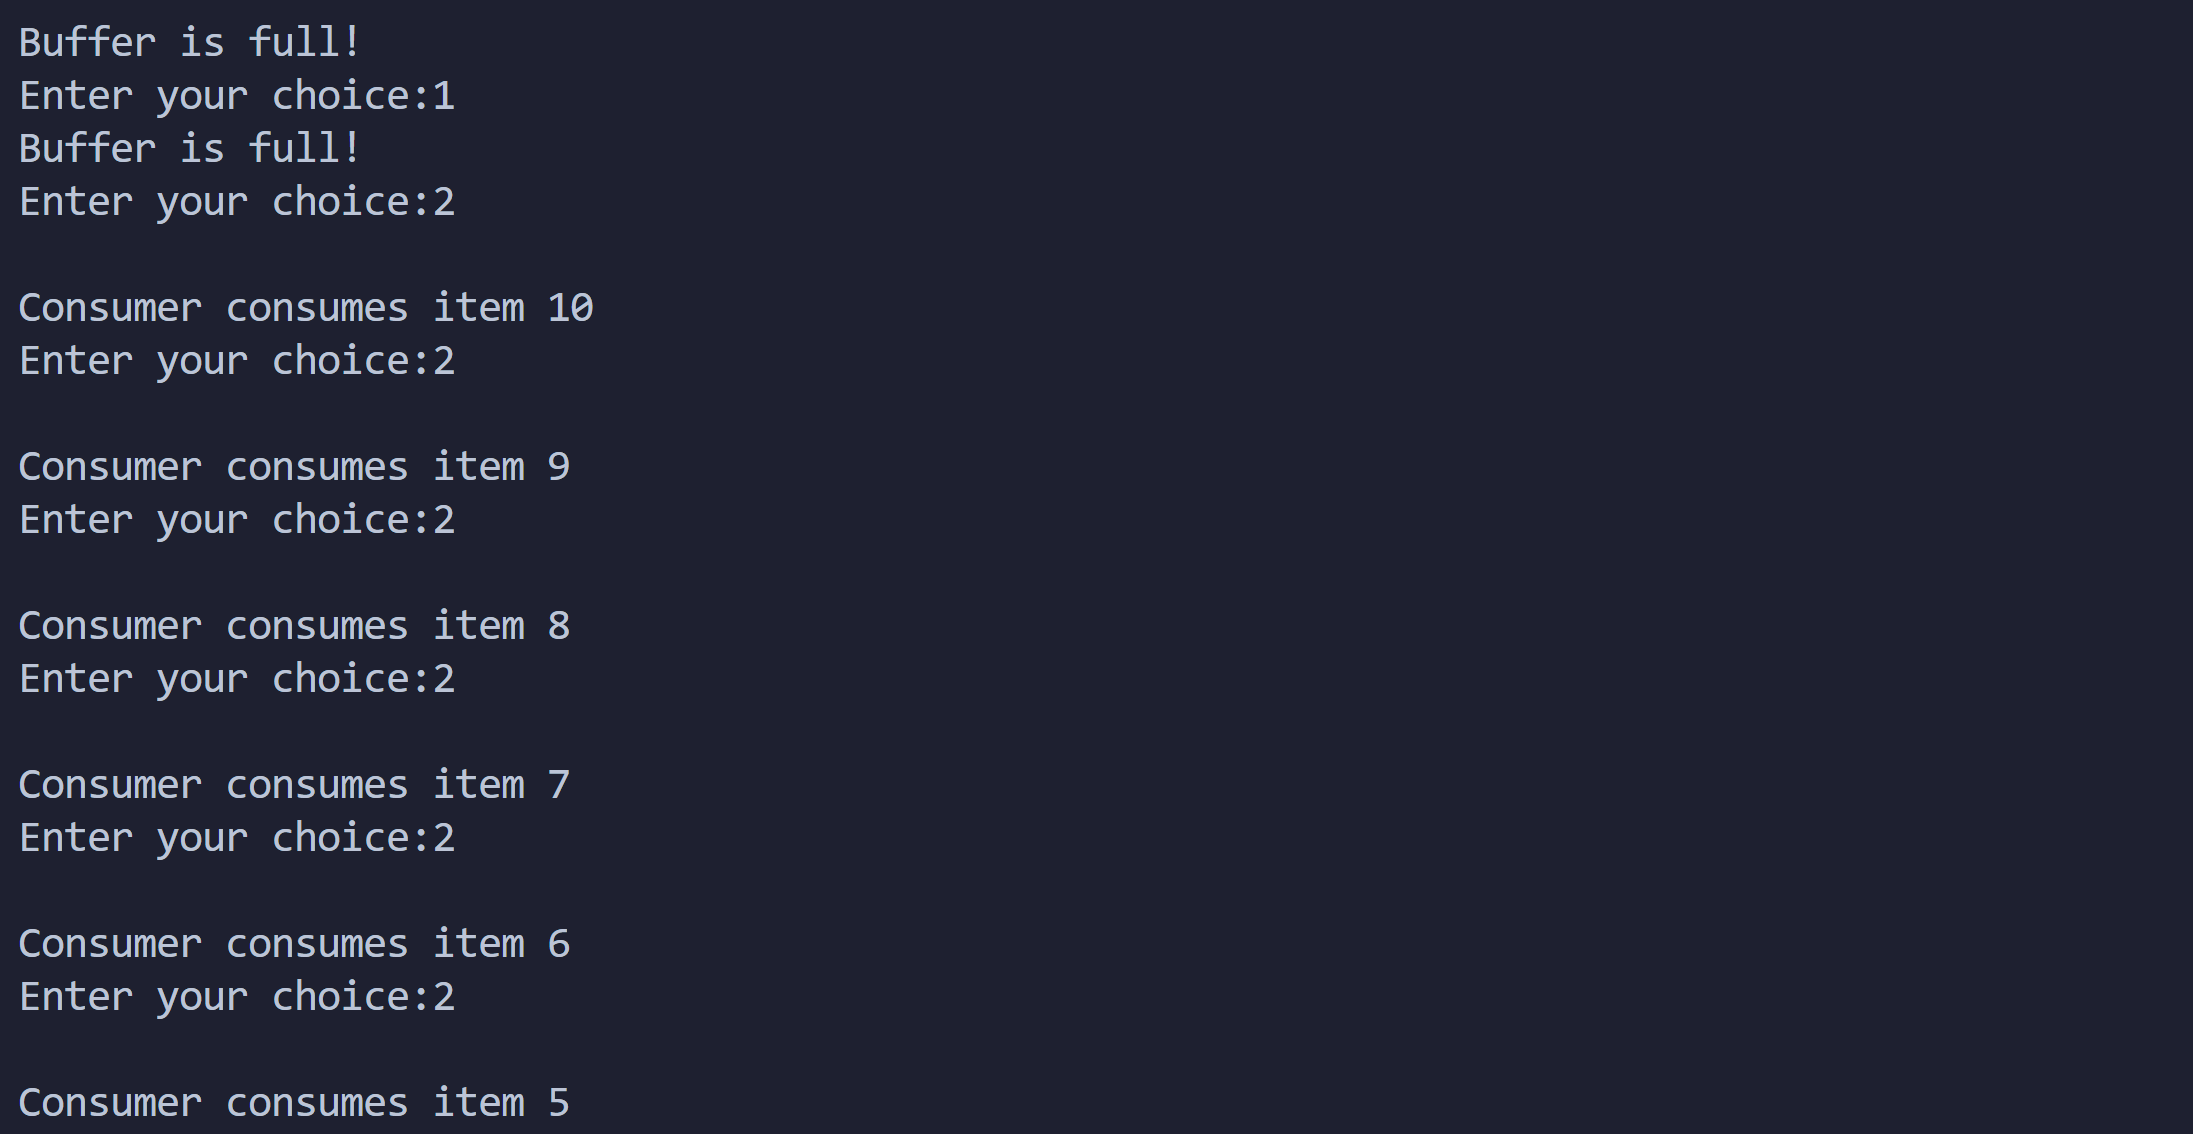 Buffer is full!
Enter your choice:1
Buffer is full!
Enter your choice:2
Consumer consumes item 10
Enter your choice:2
Consumer consumes item 9
Enter your choice:2
Consumer consumes item 8
Enter your choice:2
Consumer consumes item 7
Enter your choice:2
Consumer consumes item 6
Enter your choice:2
Consumer consumes item 5